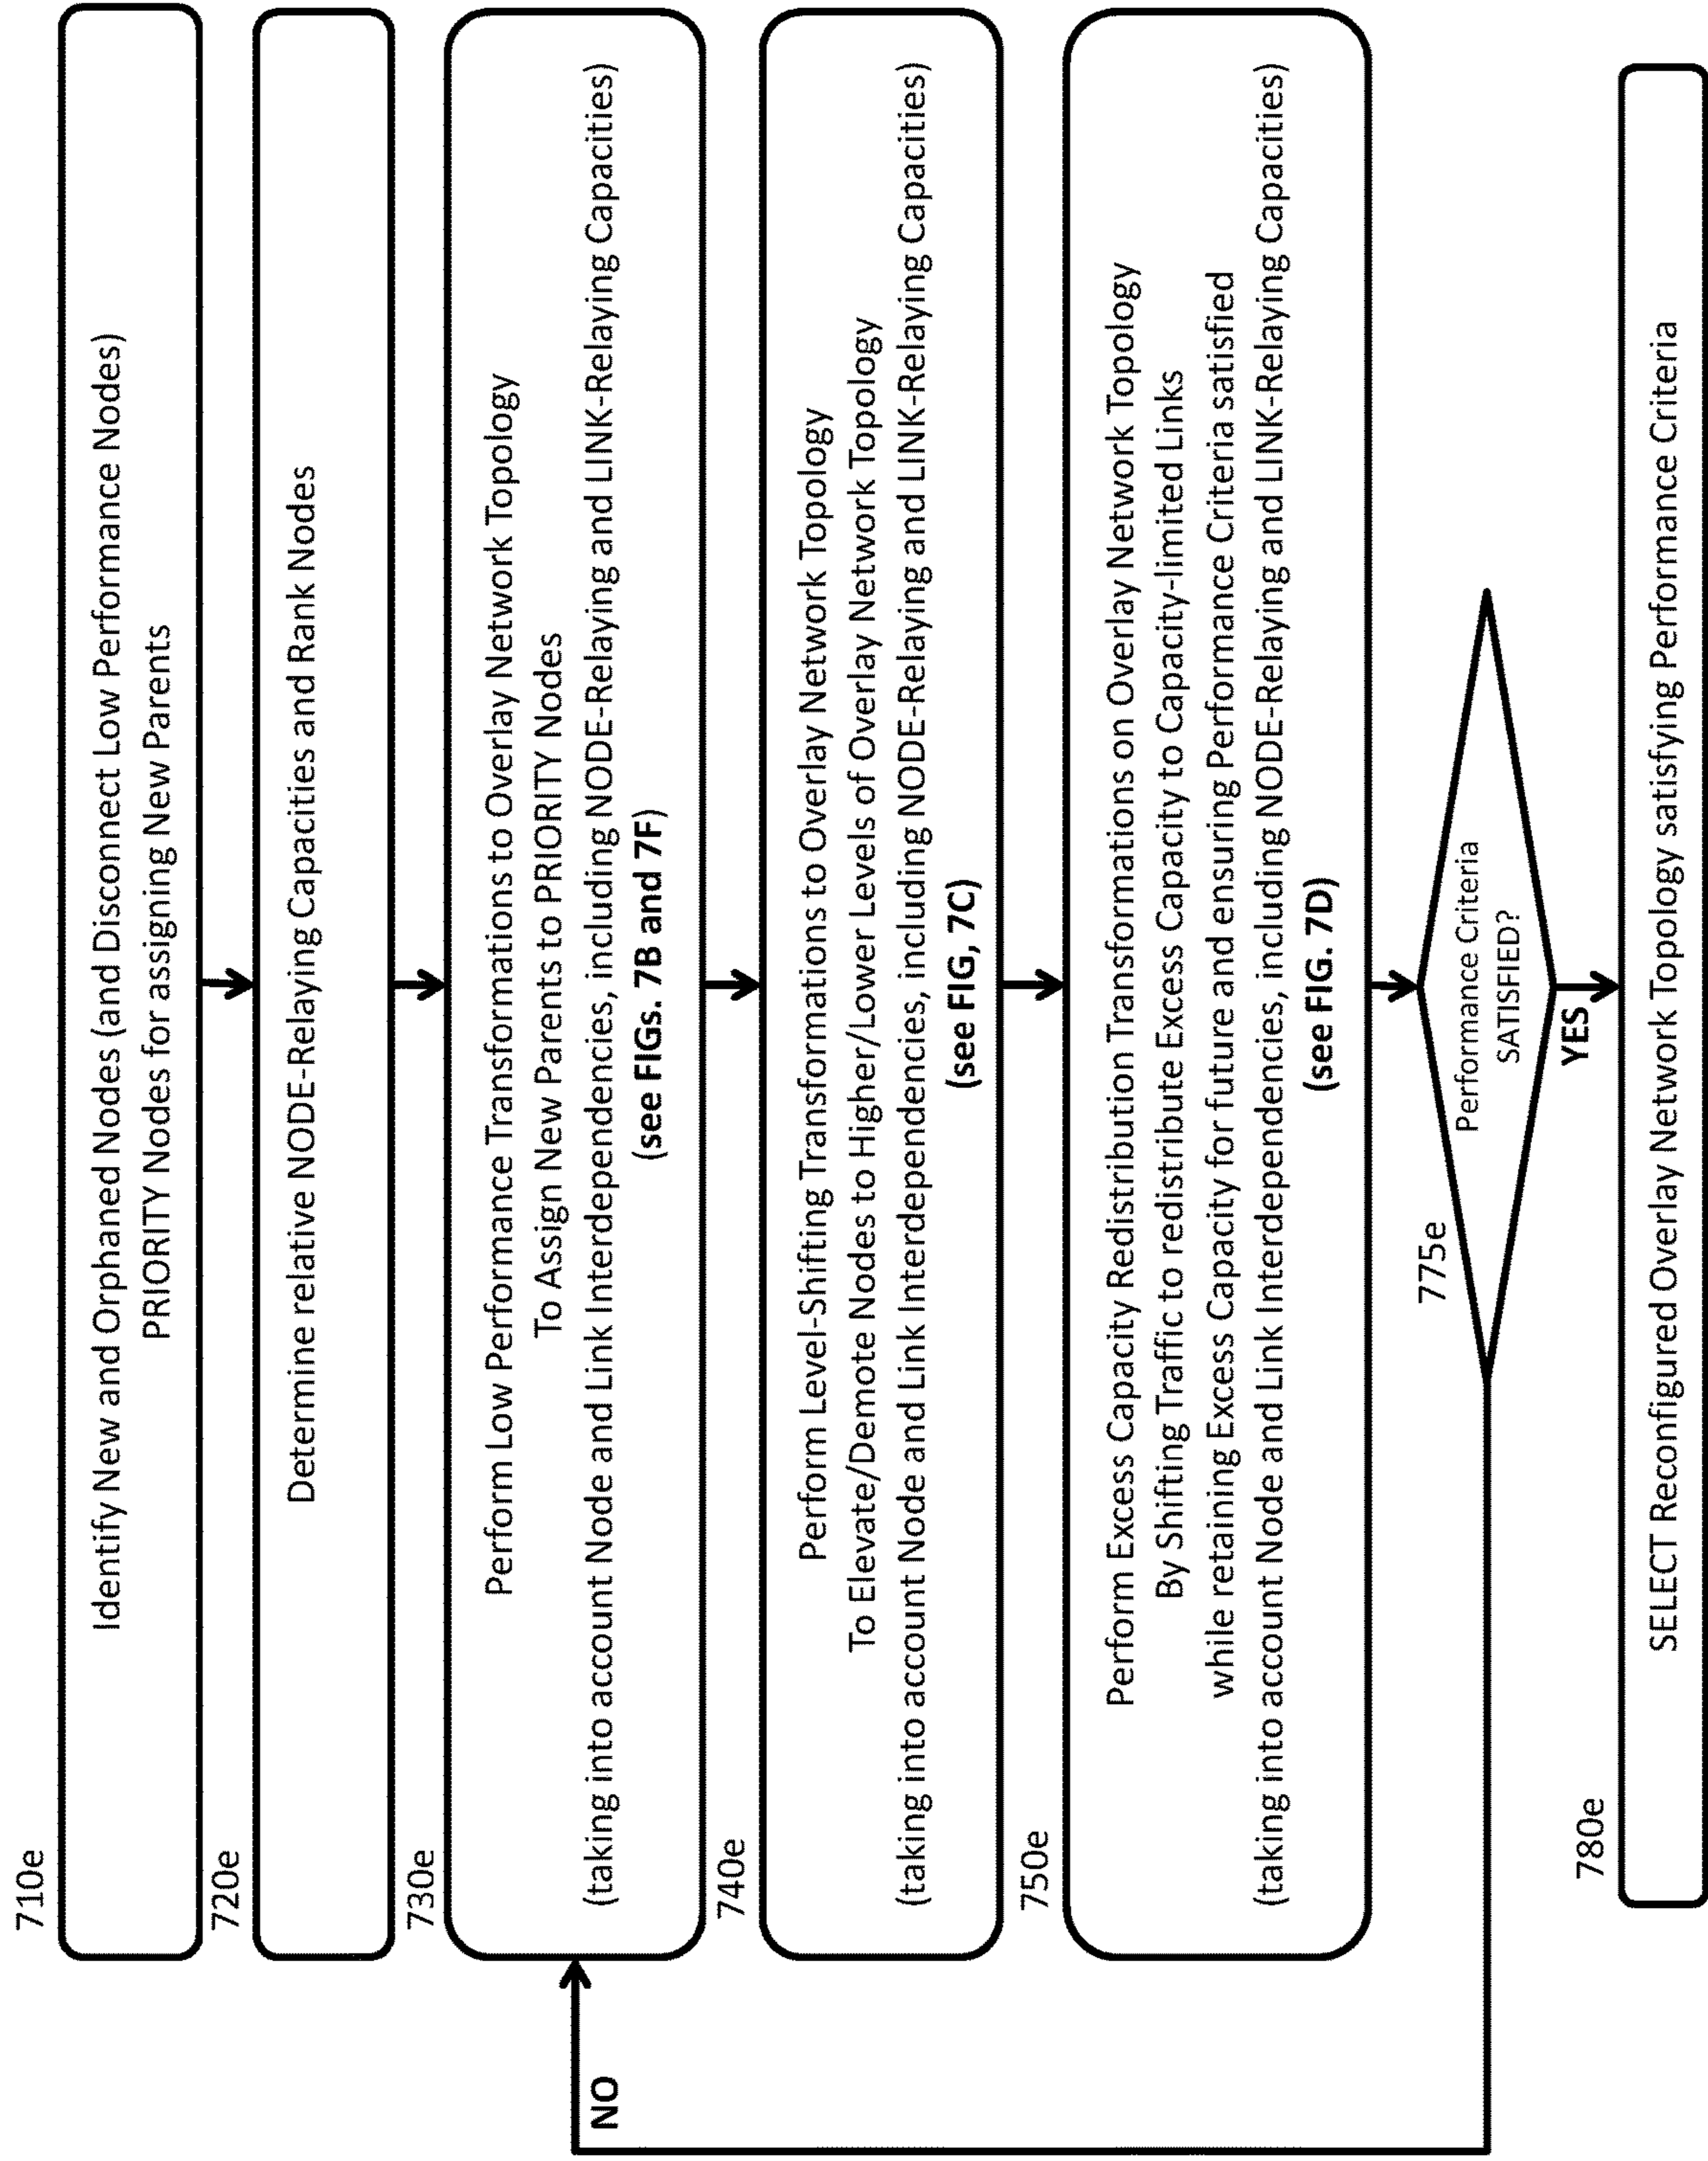 710e
Identify New and Orphaned Nodes (and Disconnect Low Performance Nodes)
PRIORITY Nodes for assigning New Parents
720e
Determine relative NODE-Relaying Capacities and Rank Nodes
730e
Perform Low Performance Transformations to Overlay Network Topology
To Assign New Parents to PRIORITY Nodes
(taking into account Node and Link Interdependencies, including NODE-Relaying and LINK-Relaying Capacities)
(see FIGs. 7B and 7F)
740e
Perform Level-Shifting Transformations to Overlay Network Topology
To Elevate/Demote Nodes to Higher/Lower Levels of Overlay Network Topology
(taking into account Node and Link Interdependencies, including NODE-Relaying and LINK-Relaying Capacities)
(see FIG, 7C)
750e
Perform Excess Capacity Redistribution Transformations on Overlay Network Topology
By Shifting Traffic to redistribute Excess Capacity to Capacity-limited Links
while retaining Excess Capacity for future and ensuring Performance Criteria satisfied
(taking into account Node and Link Interdependencies, including NODE-Relaying and LINK-Relaying Capacities)
(see FIG. 7D)
775e
Performance Criteria
SATISFIED?
NO
YES
780e
SELECT Reconfigured Overlay Network Topology satisfying Performance Criteria